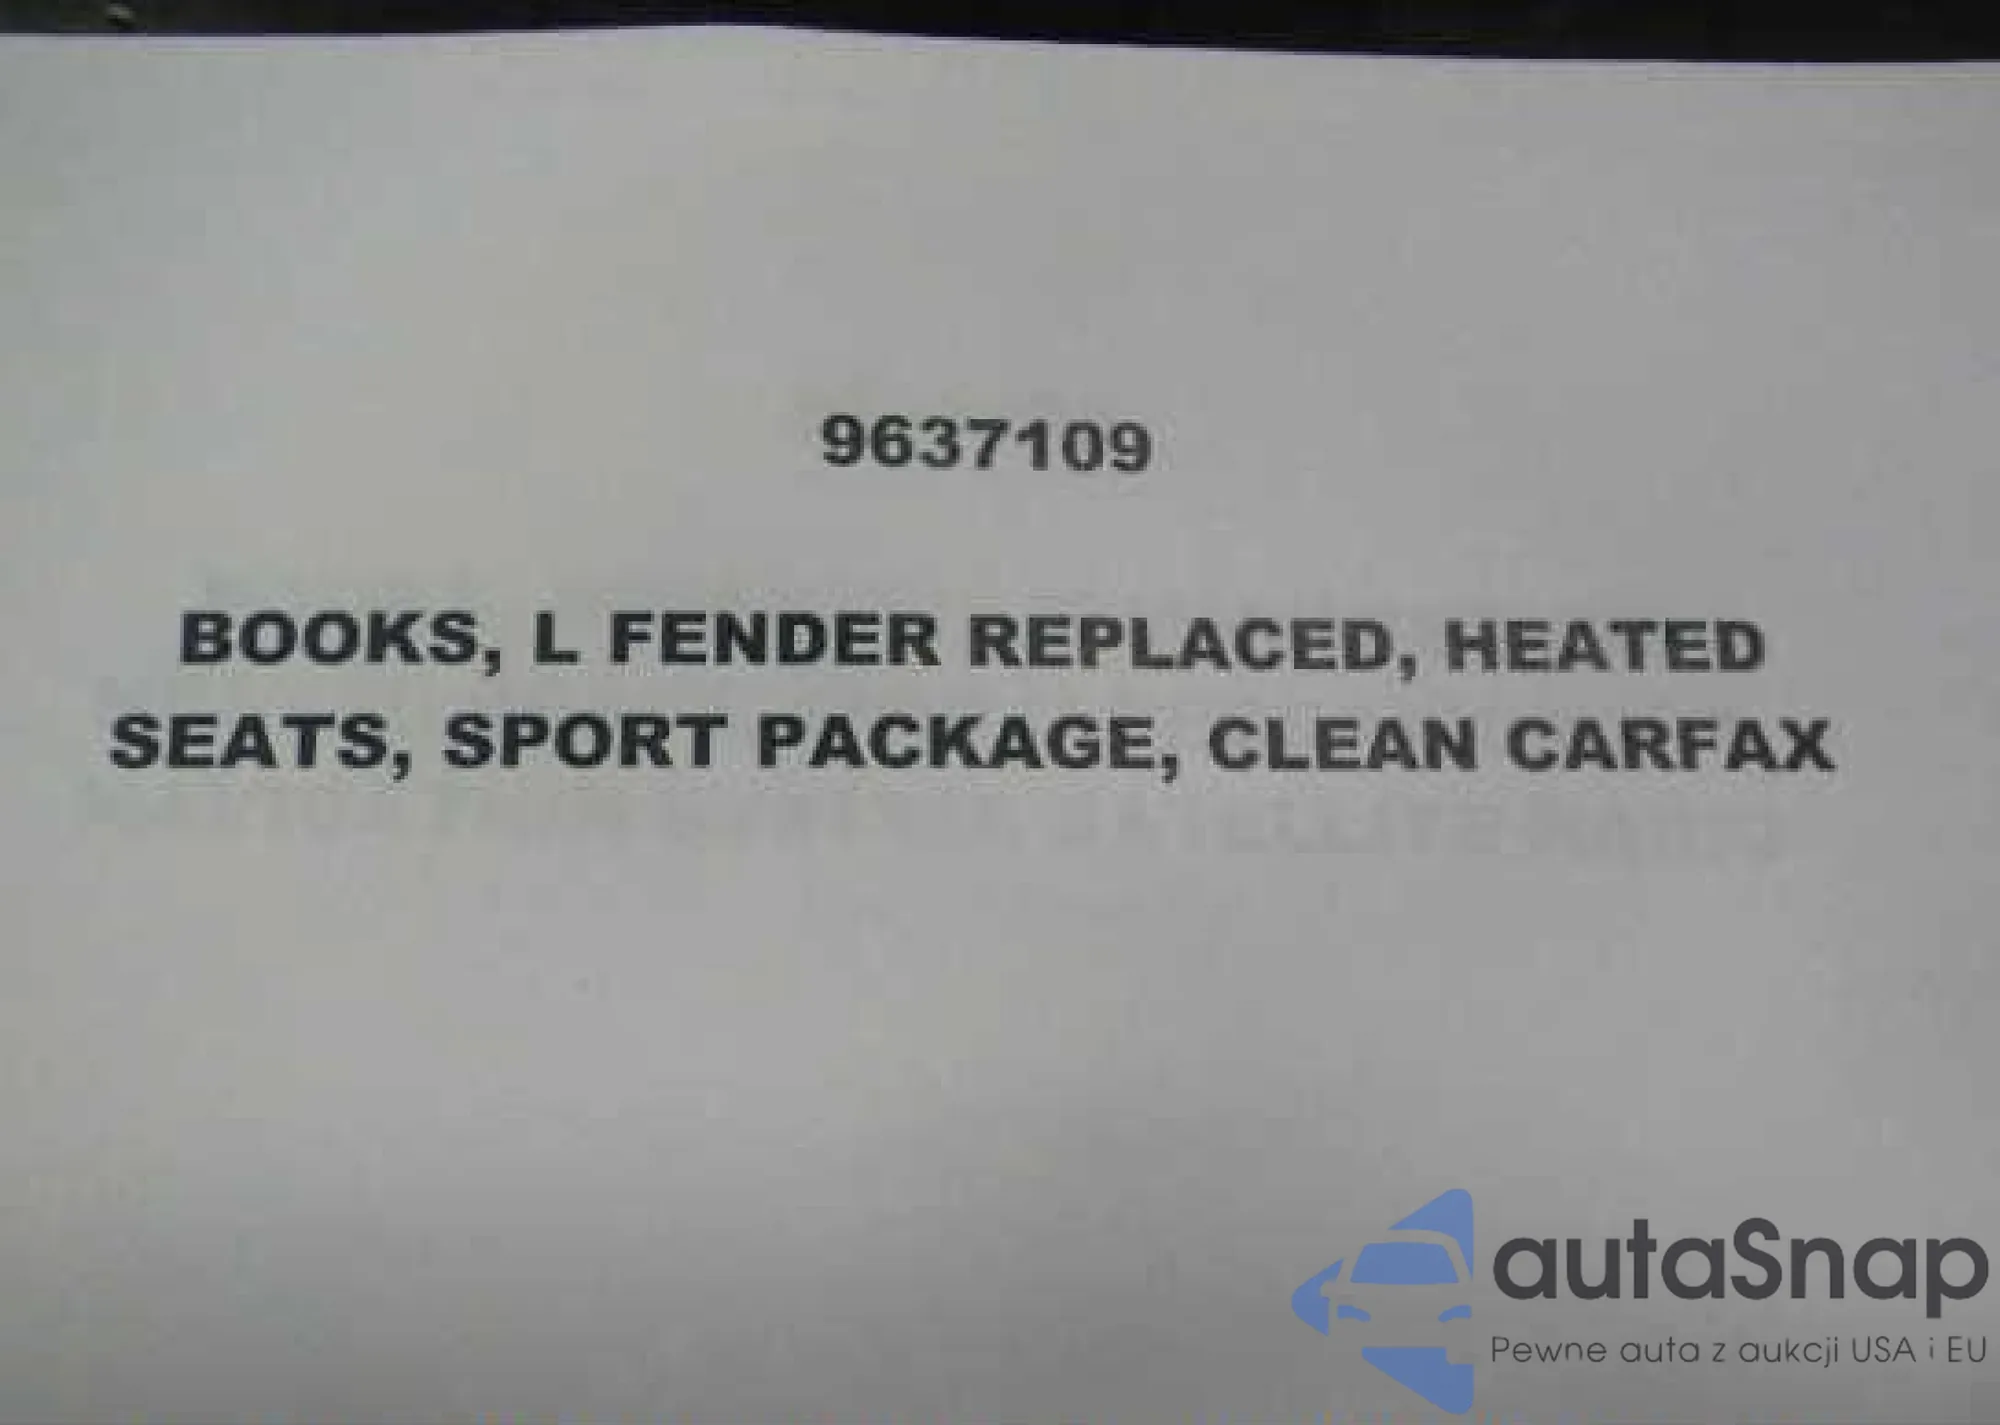 9637109
BOOKS, L FENDER REPLACED, HEATED
SEATS, SPORT PACKAGE, CLEAN CARFAX
autaSnap
Pewne auta z aukcji USA i EU